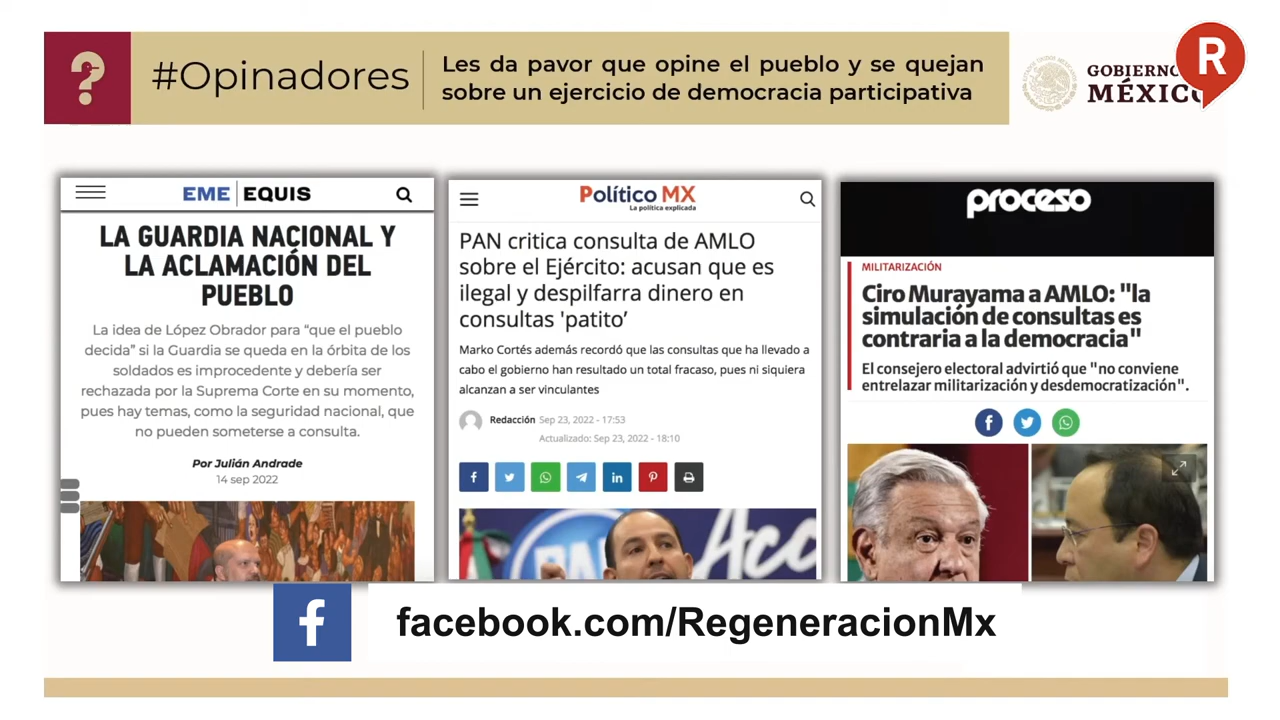 ?
#Opinadores
Les da pavor que opine el pueblo y se quejan
sobre un ejercicio de democracia participativa
GOBIERNO
MÉXICO
R
EME EQUIS
LA GUARDIA NACIONAL Y
LA ACLAMACIÓN DEL
PUEBLO
La idea de López Obrador para “que el pueblo
decida” si la Guardia se queda en la órbita de los
soldados es improcedente y debería ser
rechazada por la Suprema Corte en su momento,
pues hay temas, como la seguridad nacional, que
no pueden someterse a consulta.
Por Julián Andrade
14 sep 2022
Político MX
La política explicada
PAN critica consulta de AMLO
sobre el Ejército: acusan que es
ilegal y despilfarra dinero en
consultas 'patito’
Marko Cortés además recordó que las consultas que ha llevado a
cabo el gobierno han resultado un total fracaso, pues ni siquiera
alcanzan a ser vinculantes
Redacción Sep 23, 2022 - 17:53
Actualizado: Sep 23, 2022 - 18:10
PAN
Acc
proceso
MILITARIZACIÓN
Ciro Murayama a AMLO: "la
simulación de consultas es
contraria a la democracia"
El consejero electoral advirtió que "no conviene
entrelazar militarización y desdemocratización".
facebook.com/RegeneracionMx